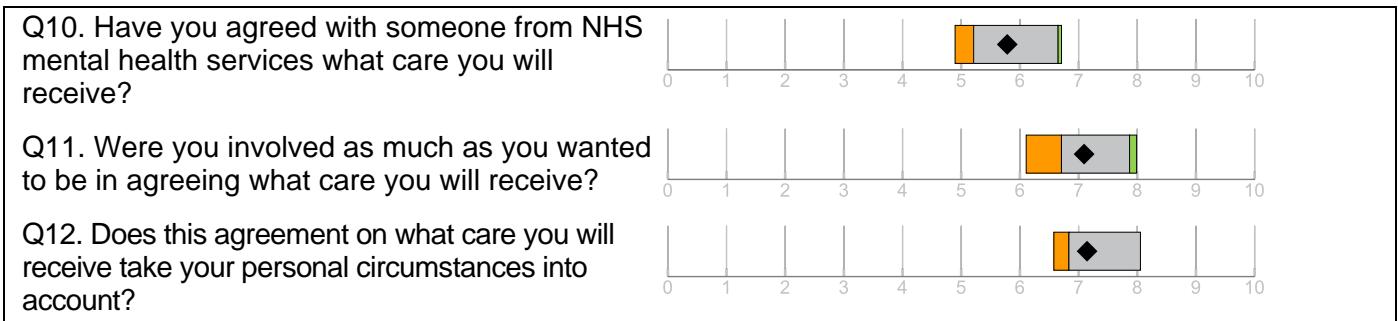 Q10. Have you agreed with someone from NHS
mental health services what care you will
receive?
0 1 2 3 4 5 6 7 8 9 10
Q11. Were you involved as much as you wanted
to be in agreeing what care you will receive?
0 1 2 3 4 5 6 7 8 9 10
Q12. Does this agreement on what care you will
receive take your personal circumstances into
account?
0 1 2 3 4 5 6 7 8 9 10